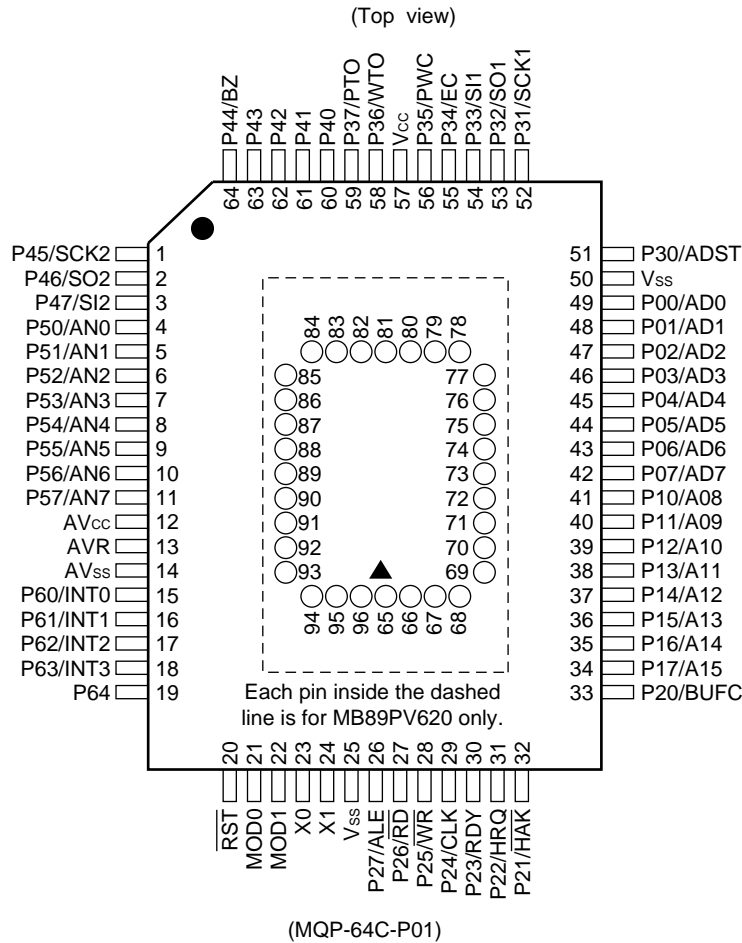 (Top view)
P44/BZ
P43
P42
P41
P40
P37/PTO
P36/WTO
Vcc
P35/PWC
P34/EC
P33/SI1
P32/SO1
P31/SCK1
64
63
62
61
60
59
58
57
56
55
54
53
52
P45/SCK2 1
P46/SO2 2
P47/SI2 3
P50/AN0 4
P51/AN1 5
P52/AN2 6
P53/AN3 7
P54/AN4 8
P55/AN5 9
P56/AN6 10
P57/AN7 11
AVcc 12
AVR 13
AVss 14
P60/INT0 15
P61/INT1 16
P62/INT2 17
P63/INT3 18
P64 19
84
83
82
81
80
79
78
85
86
87
88
89
90
91
92
93
77
76
75
74
73
72
71
70
69
94
95
96
65
66
67
68
51 P30/ADST
50 Vss
49 P00/AD0
48 P01/AD1
47 P02/AD2
46 P03/AD3
45 P04/AD4
44 P05/AD5
43 P06/AD6
42 P07/AD7
41 P10/A08
40 P11/A09
39 P12/A10
38 P13/A11
37 P14/A12
36 P15/A13
35 P16/A14
34 P17/A15
33 P20/BUFC
Each pin inside the dashed
line is for MB89PV620 only.
20
21
22
23
24
25
26
27
28
29
30
31
32
RST
MOD0
MOD1
X0
X1
Vss
P27/ALE
P26/RD
P25/WR
P24/CLK
P23/RDY
P22/HRQ
P21/HAK
(MQP-64C-P01)